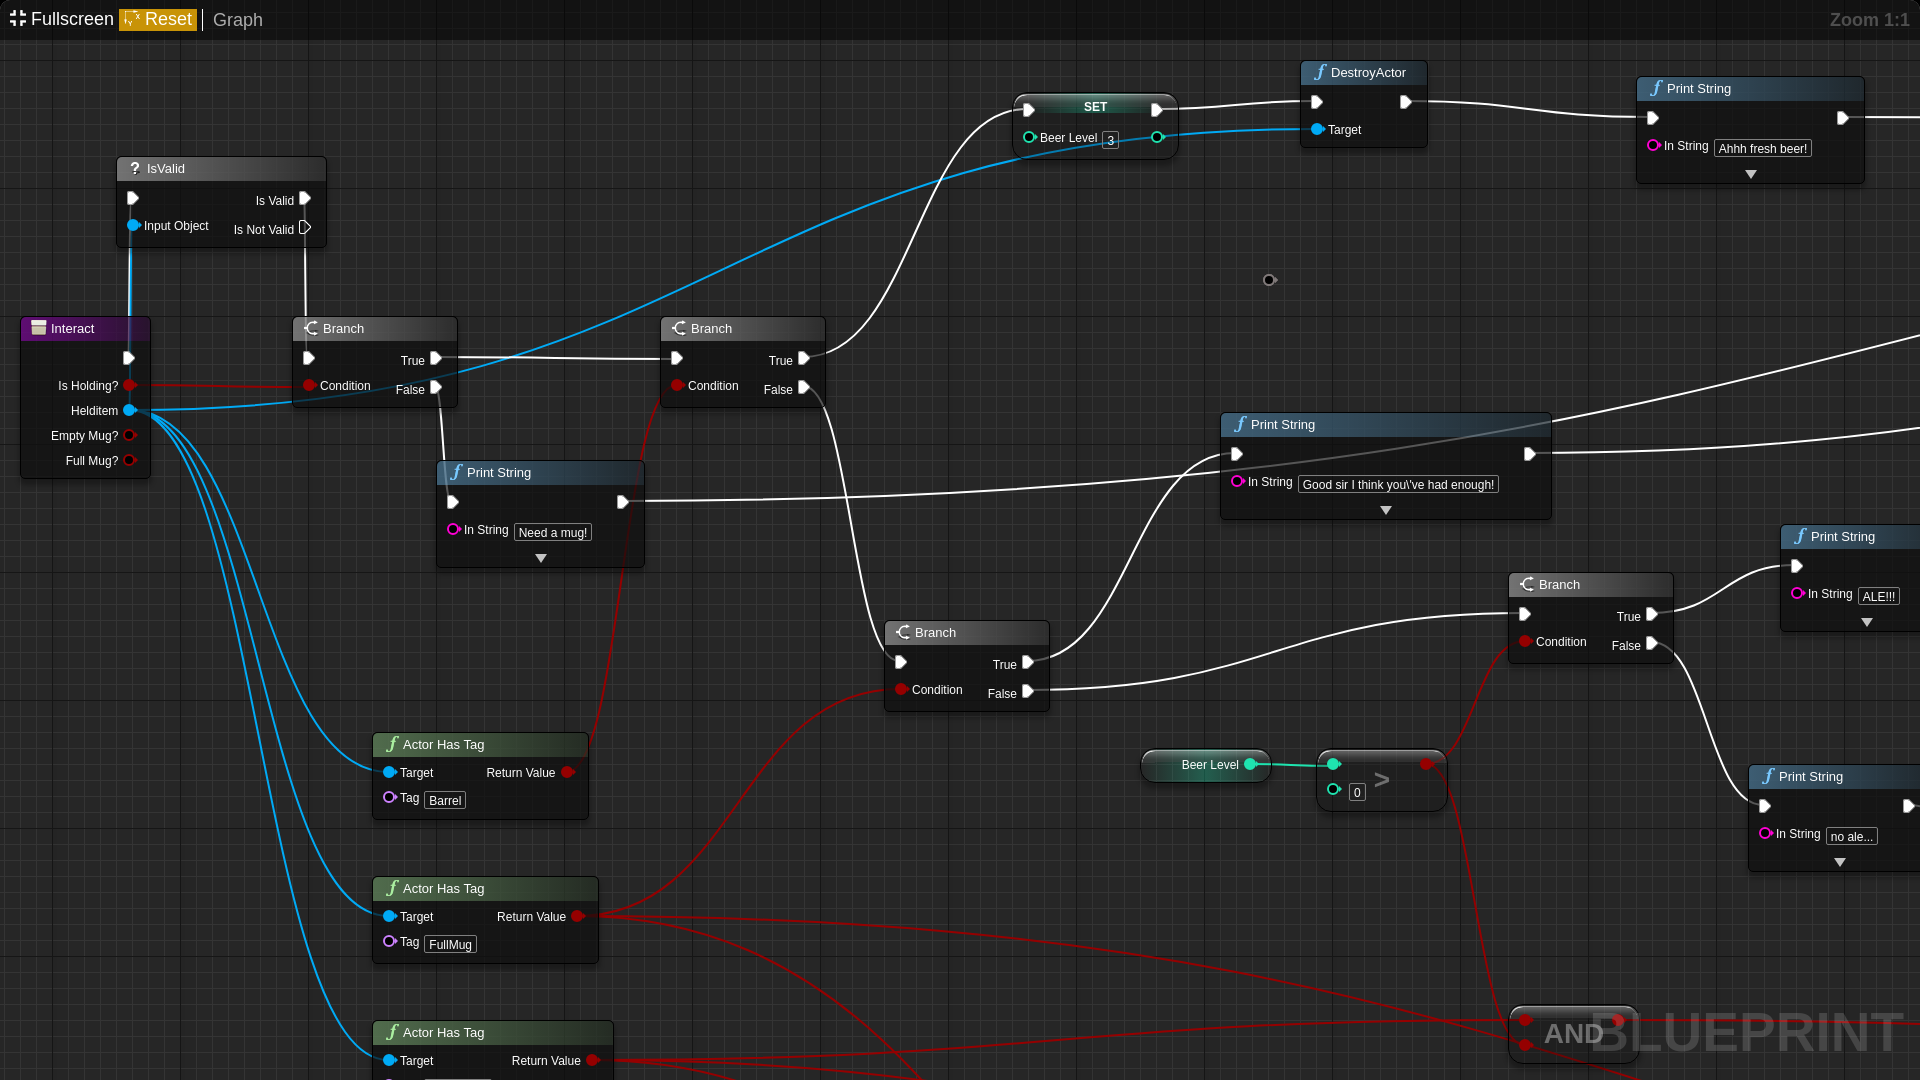 Fullscreen Reset Graph Zoom 1:1
DestroyActor
Target
Print String
In String Ahhh fresh beer!
SET
Beer Level 3
? IsValid
Is Valid
Input Object Is Not Valid
Interact
Is Holding?
Helditem
Empty Mug?
Full Mug?
Branch
True
Condition False
Branch
True
Condition False
Print String
In String Need a mug!
Print String
In String Good sir I think you\'ve had enough!
Print String
In String ALE!!!
Branch
True
Condition False
Branch
True
Condition False
Actor Has Tag
Target Return Value
Tag Barrel
Beer Level
0 >
Print String
In String no ale...
Actor Has Tag
Target Return Value
Tag FullMug
Actor Has Tag
Target Return Value
AND
BLUEPRINT